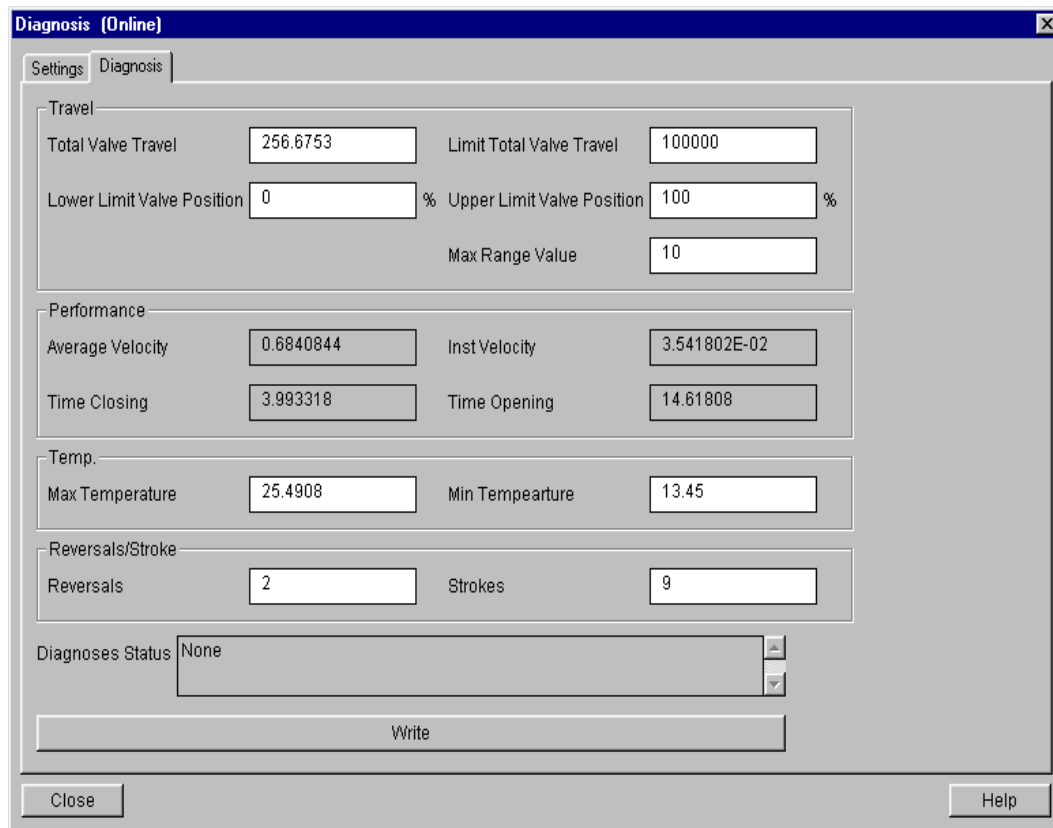 Diagnosis (Online)
Settings Diagnosis
Travel
Total Valve Travel 256.6753 Limit Total Valve Travel 100000
Lower Limit Valve Position 0 % Upper Limit Valve Position 100 %
Max Range Value 10
Performance
Average Velocity 0.6840844 Inst Velocity 3.541802E-02
Time Closing 3.993318 Time Opening 14.61808
Temp.
Max Temperature 25.4908 Min Tempearture 13.45
Reversals/Stroke
Reversals 2 Strokes 9
Diagnoses Status None
Write
Close Help